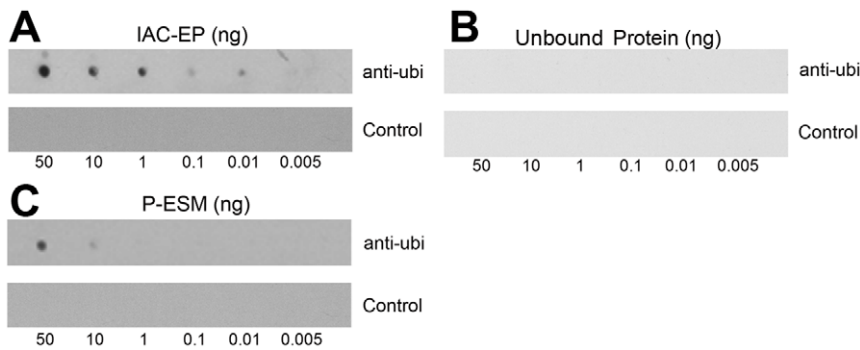 A
IAC-EP (ng)
anti-ubi
Control
50 10 1 0.1 0.01 0.005
B
Unbound Protein (ng)
anti-ubi
Control
50 10 1 0.1 0.01 0.005
C
P-ESM (ng)
anti-ubi
Control
50 10 1 0.1 0.01 0.005